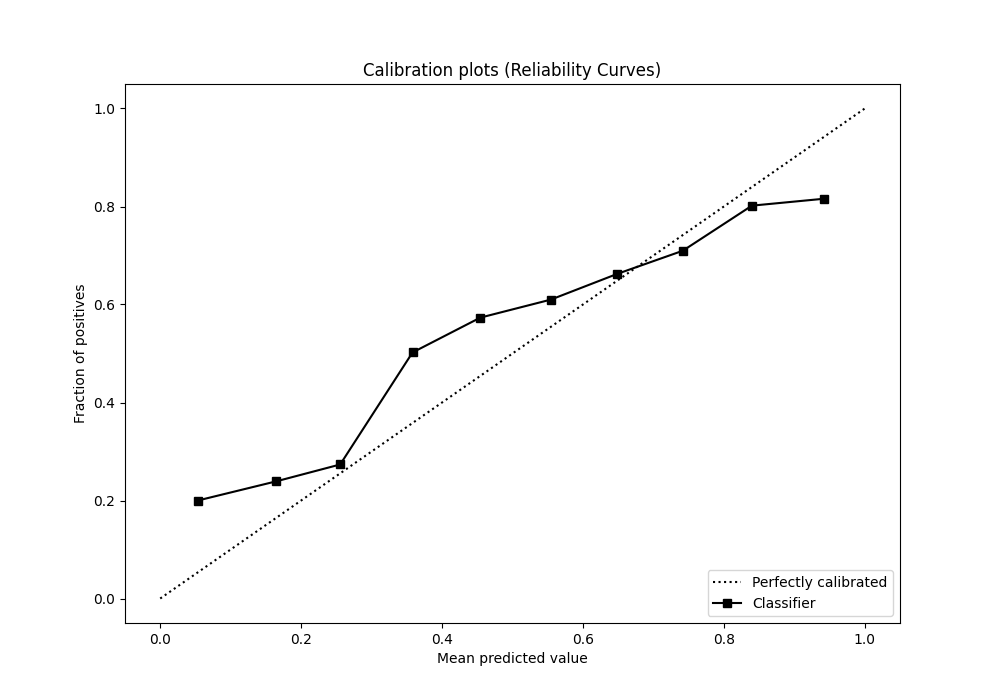 Calibration plots (Reliability Curves)
1.0
0.8
0.6
0.4
0.2
0.0
Fraction of positives
0.0 0.2 0.4 0.6 0.8 1.0
Mean predicted value
Perfectly calibrated
Classifier